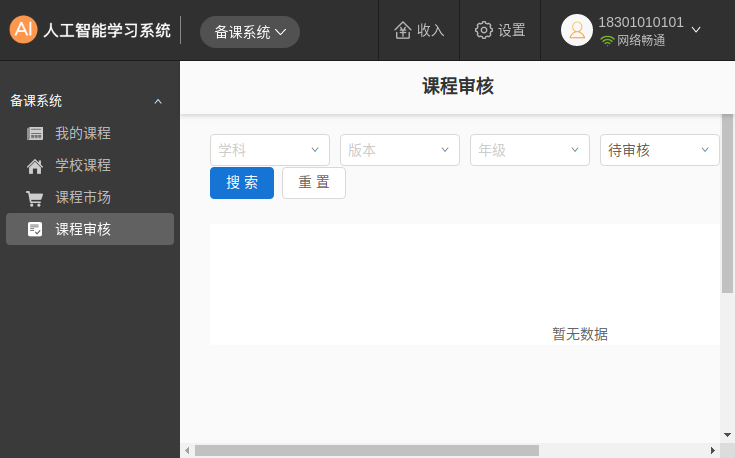 AI 人工智能学习系统
备课系统
收入
设置
18301010101
网络畅通
备课系统
我的课程
学校课程
课程市场
课程审核
课程审核
学科
版本
年级
待审核
搜 索
重 置
暂无数据